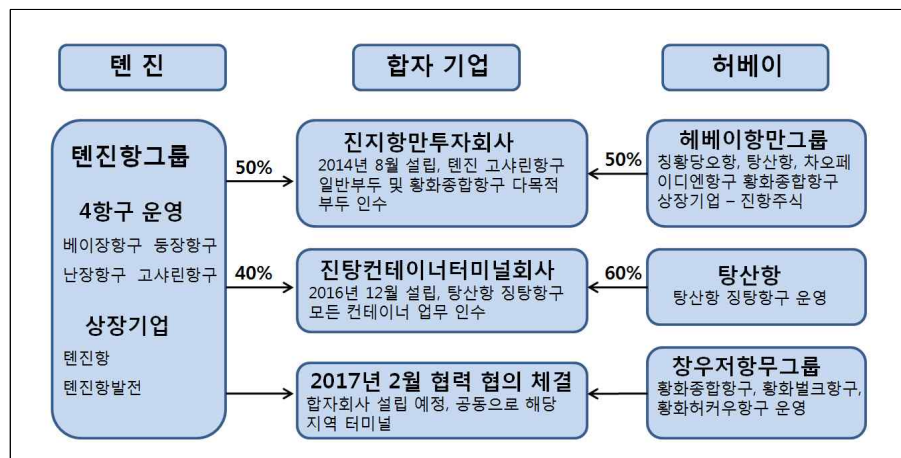 톈 진
합자 기업
허베이
톈진항그룹
4항구 운영
베이장항구 둥장항구
난장항구 고샤린항구
상장기업
톈진항
톈진항발전
50%
40%
진지항만투자회사
2014년 8월 설립, 톈진 고샤린항구
일반부두 및 황화종합항구 다목적
부두 인수
진탕컨테이너터미널회사
2016년 12월 설립, 탕산항 징탕항구
모든 컨테이너 업무 인수
2017년 2월 협력 협의 체결
합자회사 설립 예정, 공동으로 해당
지역 터미널
50%
60%
헤베이항만그룹
칭황당오항, 탕산항, 차오페
이디엔항구 황화종합항구
상장기업 – 진항주식
탕산항
탕산항 징탕항구 운영
창우저항무그룹
황화종합항구, 황화벌크항구,
황화허커우항구 운영